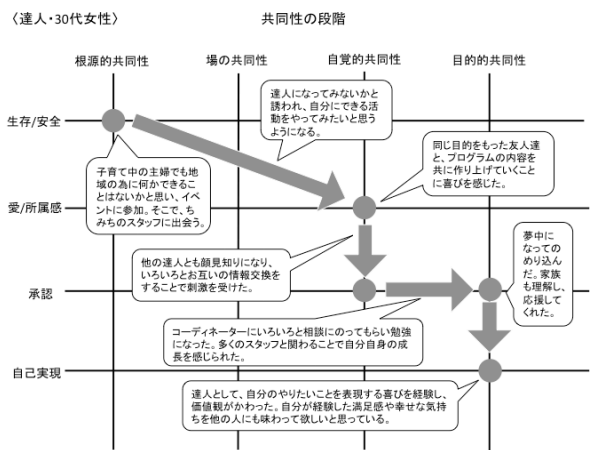 〈達人・30代女性〉
共同性の段階
根源的共同性
場の共同性
自覚的共同性
目的的共同性
生存/安全
達人になってみないかと
誘われ、自分にできる活
動をやってみたいと思う
ようになる。
同じ目的をもった友人達
と、プログラムの内容を
共に作り上げていくこと
に喜びを感じた。
子育て中の主婦でも地
域の為に何かできるこ
とはないかと思い、イベ
ントに参加。そこで、ち
みちのスタッフに出会う。
愛/所属感
他の達人とも顔見知りになり、
いろいろとお互いの情報交換を
することで刺激を受けた。
夢中に
なっての
めり込ん
だ。家族
も理解し、
応援して
くれた。
承認
コーディネーターにいろいろと相談にのってもらい勉強
になった。多くのスタッフと関わることで自分自身の成
長を感じられた。
自己実現
達人として、自分のやりたいことを表現する喜びを経験し、
価値観がかわった。自分が経験した満足感や幸せな気持
ちを他の人にも味わって欲しいと思っている。